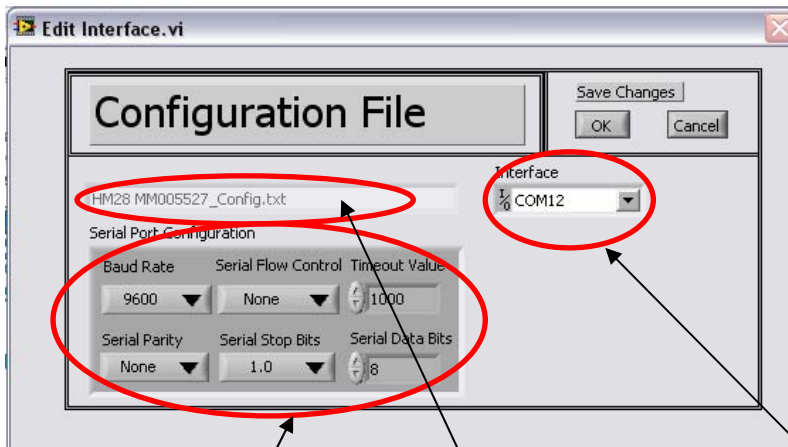 Edit Interface.vi
Configuration File
Save Changes
OK Cancel
Interface
HM28 MM005527_Config.txt
I/O COM12
Serial Port Configuration
Baud Rate Serial Flow Control Timeout Value
9600 None 1000
Serial Parity Serial Stop Bits Serial Data Bits
None 1.0 8